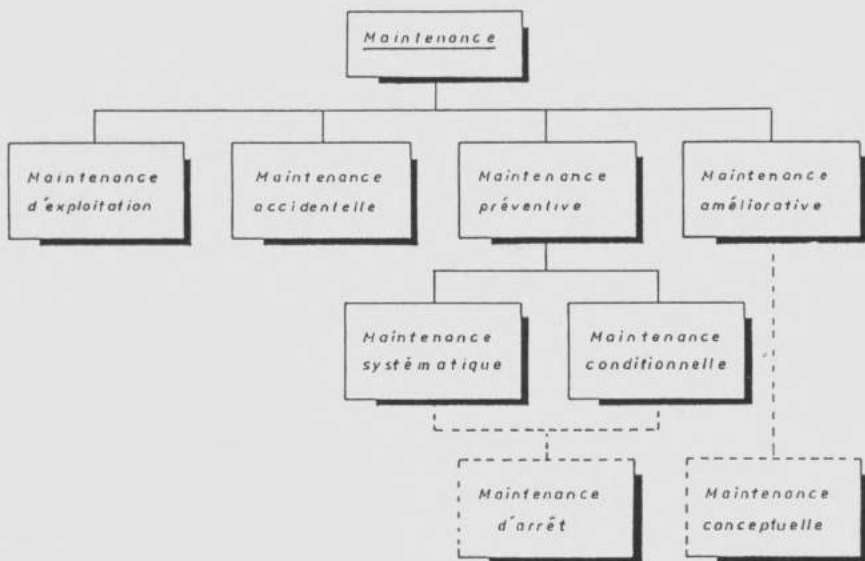 Maintenance
Maintenance
d'exploitation
Maintenance
accidentelle
Maintenance
préventive
Maintenance
améliorative
Maintenance
systématique
Maintenance
conditionnelle
Maintenance
d'arrêt
Maintenance
conceptuelle